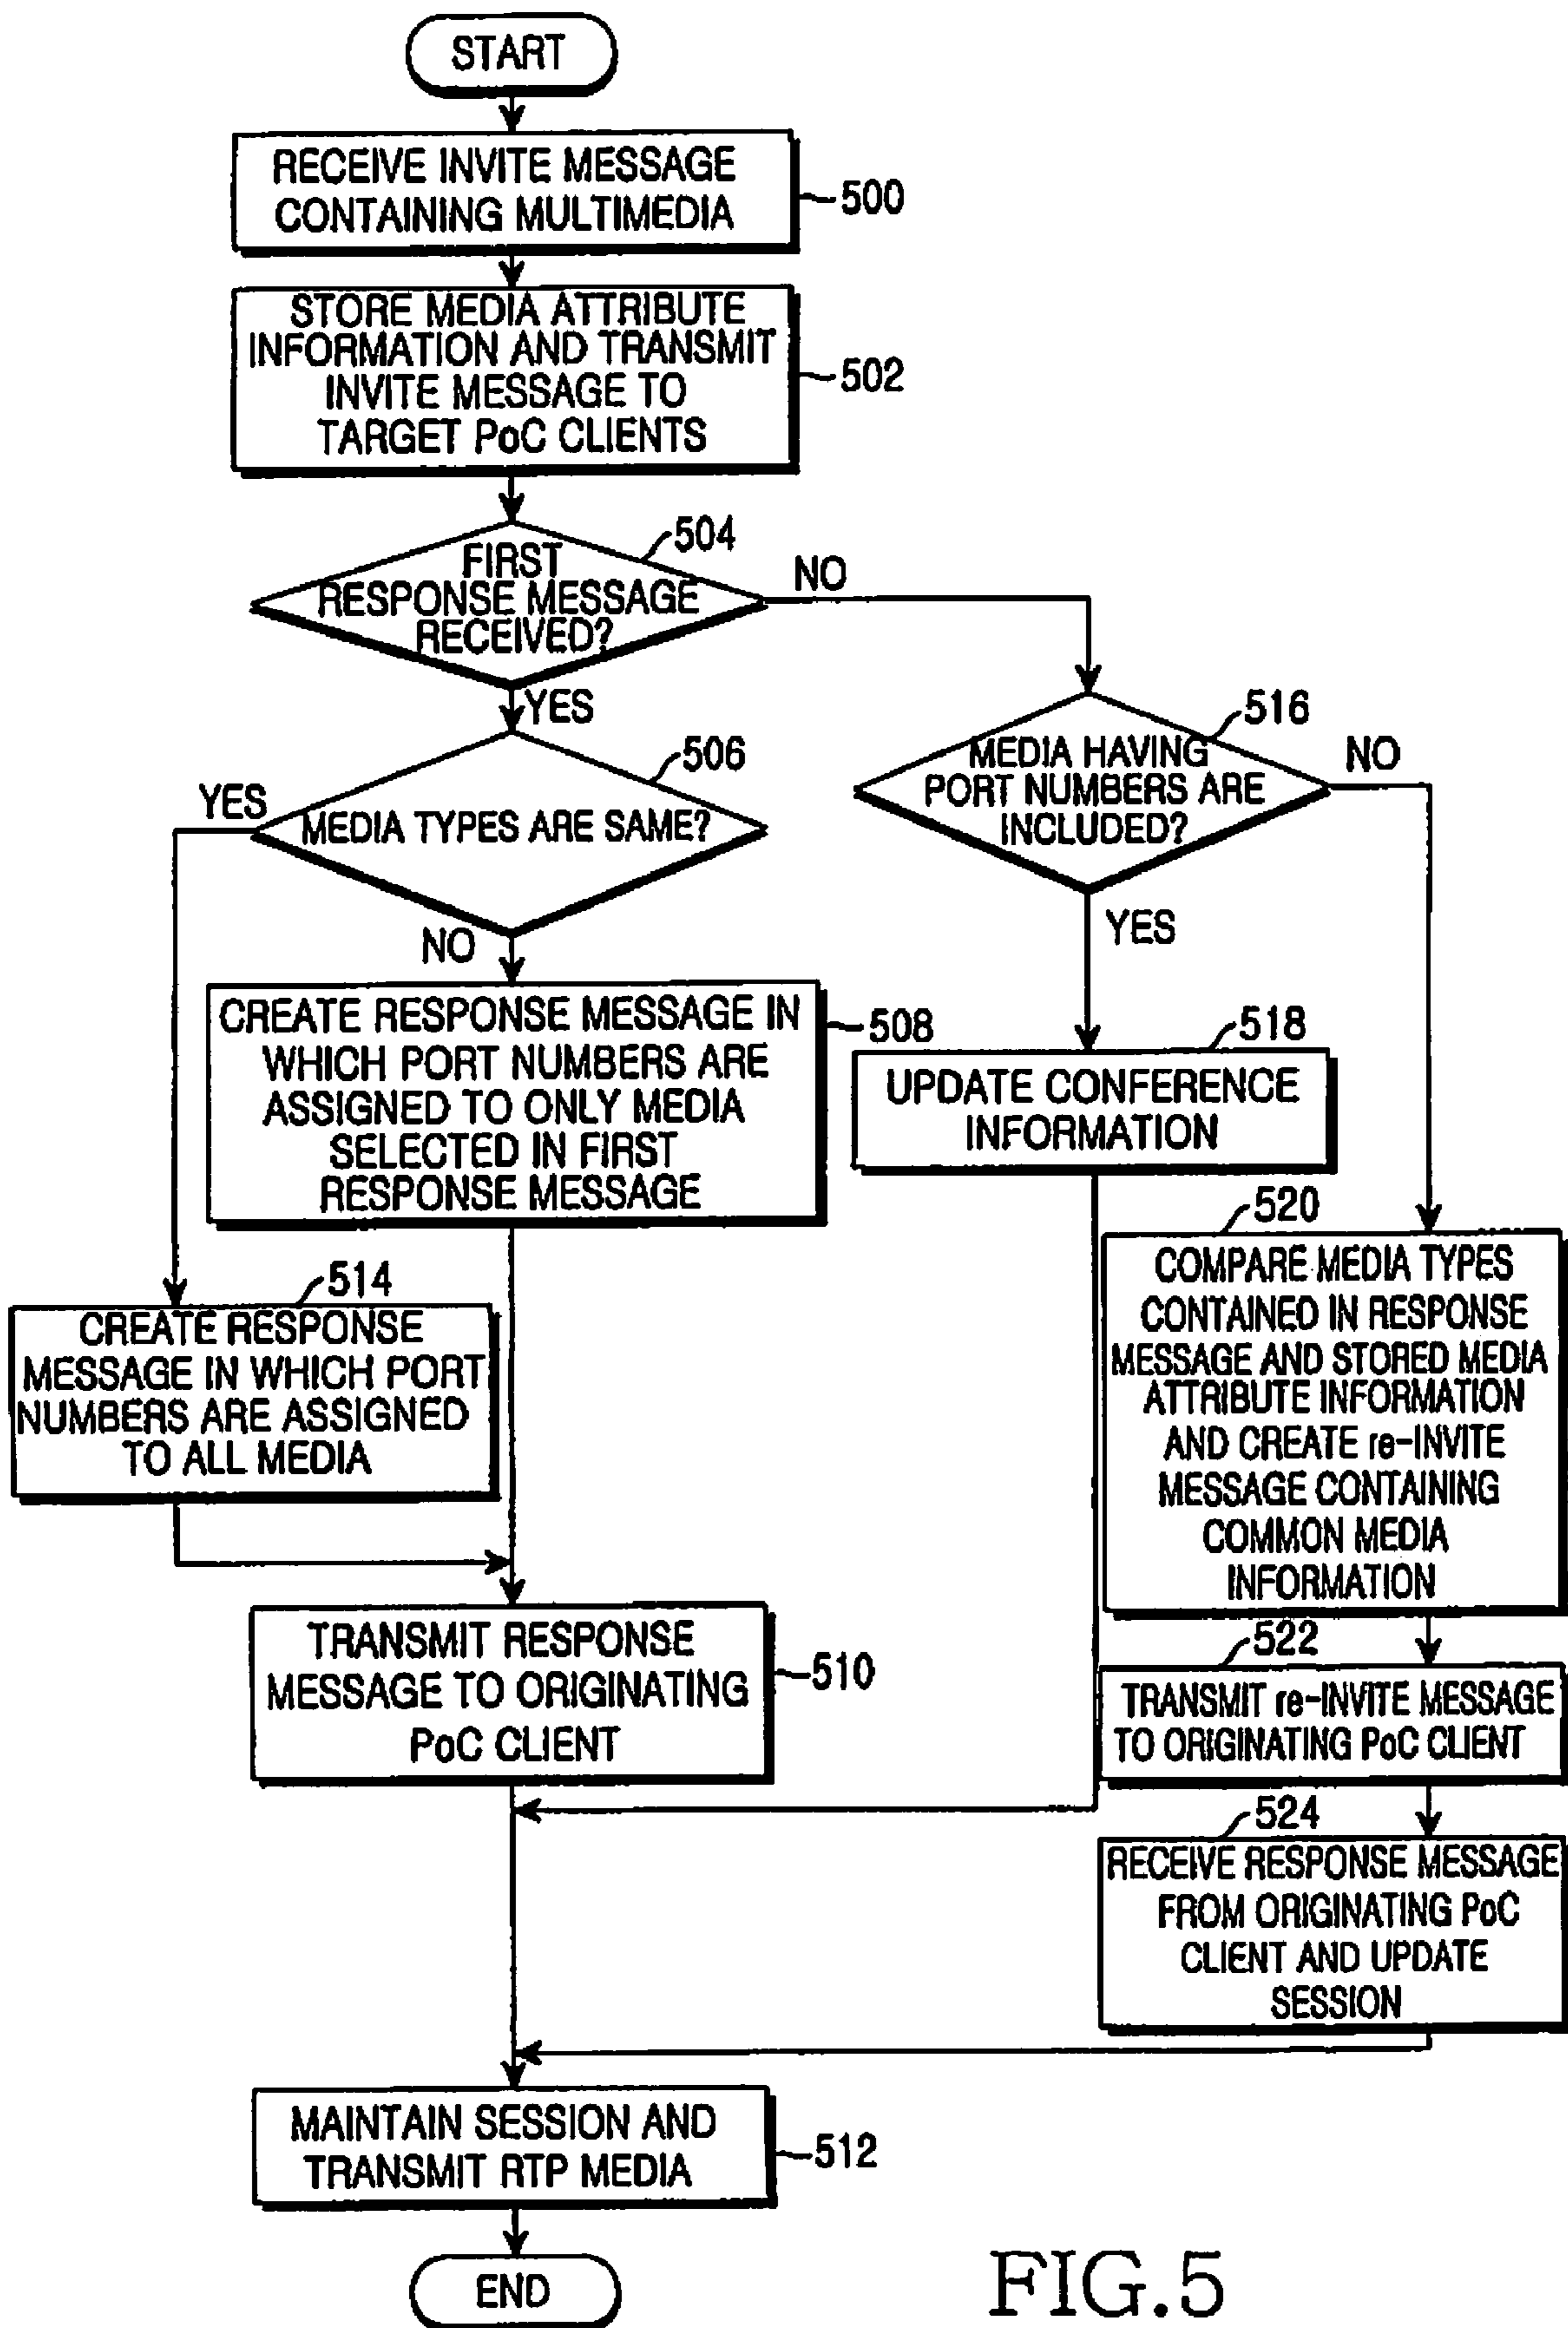 START
RECEIVE INVITE MESSAGE
CONTAINING MULTIMEDIA
500
STORE MEDIA ATTRIBUTE
INFORMATION AND TRANSMIT
INVITE MESSAGE TO
TARGET PoC CLIENTS
502
FIRST
RESPONSE MESSAGE
RECEIVED?
504
NO
YES
MEDIA TYPES ARE SAME?
506
YES
NO
MEDIA HAVING
PORT NUMBERS ARE
INCLUDED?
516
NO
YES
CREATE RESPONSE MESSAGE IN
WHICH PORT NUMBERS ARE
ASSIGNED TO ONLY MEDIA
SELECTED IN FIRST
RESPONSE MESSAGE
508
UPDATE CONFERENCE
INFORMATION
518
CREATE RESPONSE
MESSAGE IN WHICH PORT
NUMBERS ARE ASSIGNED
TO ALL MEDIA
514
COMPARE MEDIA TYPES
CONTAINED IN RESPONSE
MESSAGE AND STORED MEDIA
ATTRIBUTE INFORMATION
AND CREATE re-INVITE
MESSAGE CONTAINING
COMMON MEDIA
INFORMATION
520
TRANSMIT RESPONSE
MESSAGE TO ORIGINATING
PoC CLIENT
510
TRANSMIT re-INVITE MESSAGE
TO ORIGINATING PoC CLIENT
522
RECEIVE RESPONSE MESSAGE
FROM ORIGINATING PoC
CLIENT AND UPDATE
SESSION
524
MAINTAIN SESSION AND
TRANSMIT RTP MEDIA
512
END
FIG.5